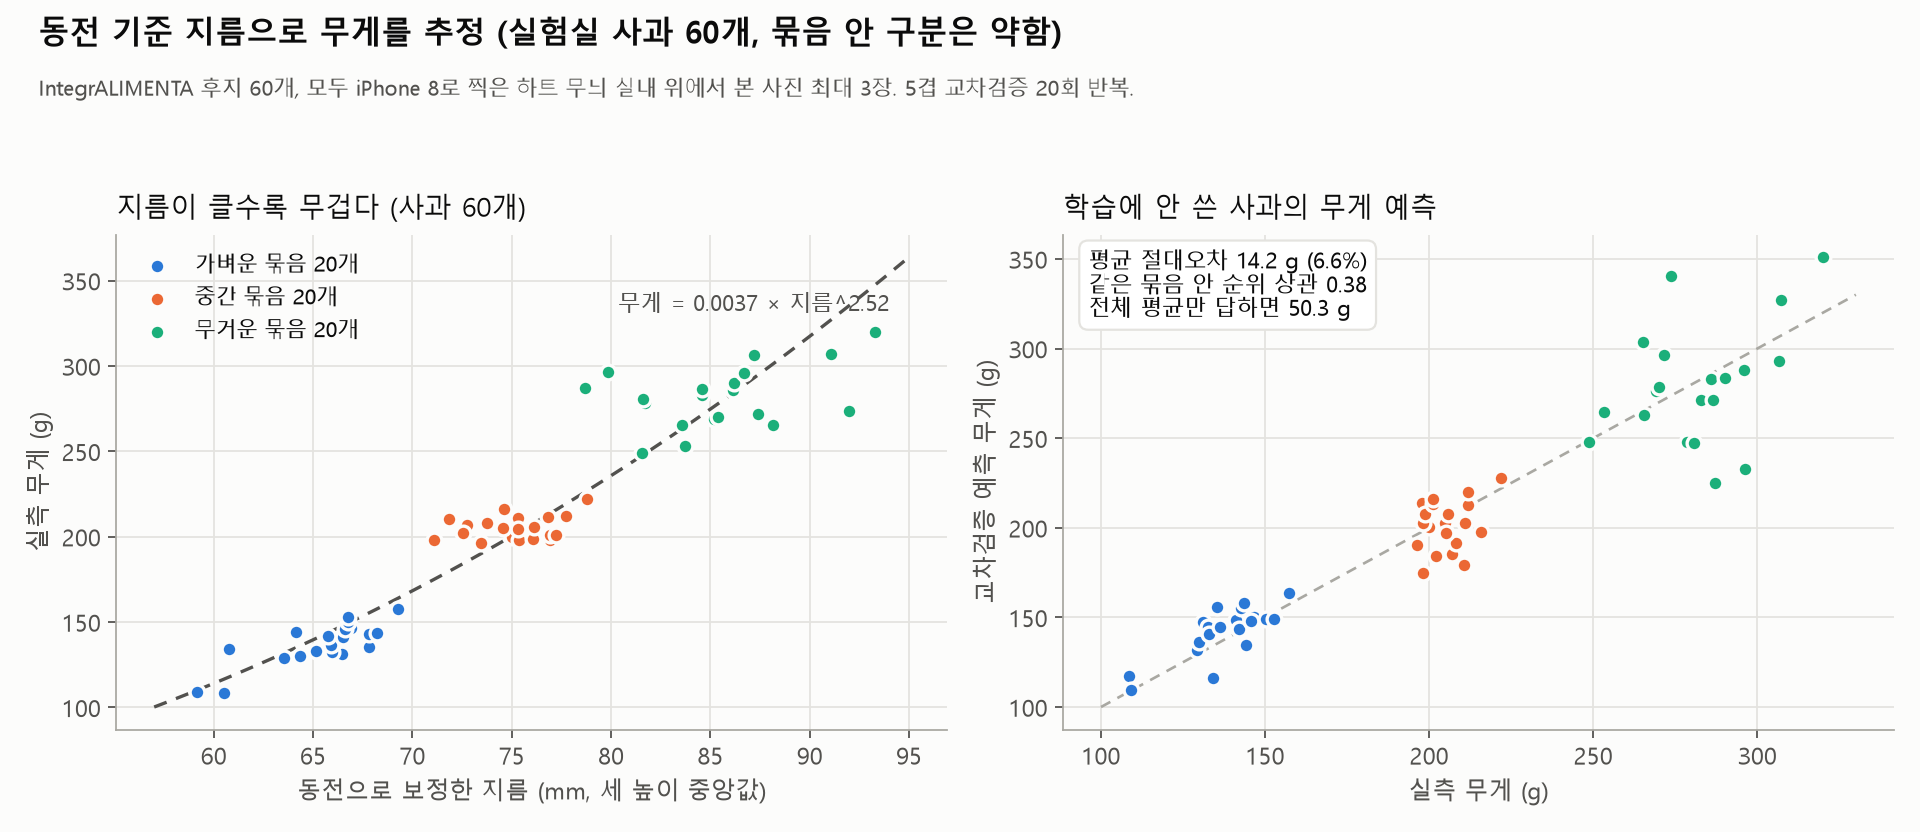 동전 기준 지름으로 무게를 추정 (실험실 사과 60개, 묶음 안 구분은 약함)
IntegrALIMENTA 후지 60개, 모두 iPhone 8로 찍은 하트 무늬 실내 위에서 본 사진 최대 3장. 5겹 교차검증 20회 반복.
지름이 클수록 무겁다 (사과 60개)
가벼운 묶음 20개
중간 묶음 20개
무거운 묶음 20개
무게 = 0.0037 × 지름^2.52
350
300
250
200
150
100
실측 무게 (g)
60 65 70 75 80 85 90 95
동전으로 보정한 지름 (mm, 세 높이 중앙값)
학습에 안 쓴 사과의 무게 예측
평균 절대오차 14.2 g (6.6%)
같은 묶음 안 순위 상관 0.38
전체 평균만 답하면 50.3 g
350
300
250
200
150
100
교차검증 예측 무게 (g)
100 150 200 250 300
실측 무게 (g)